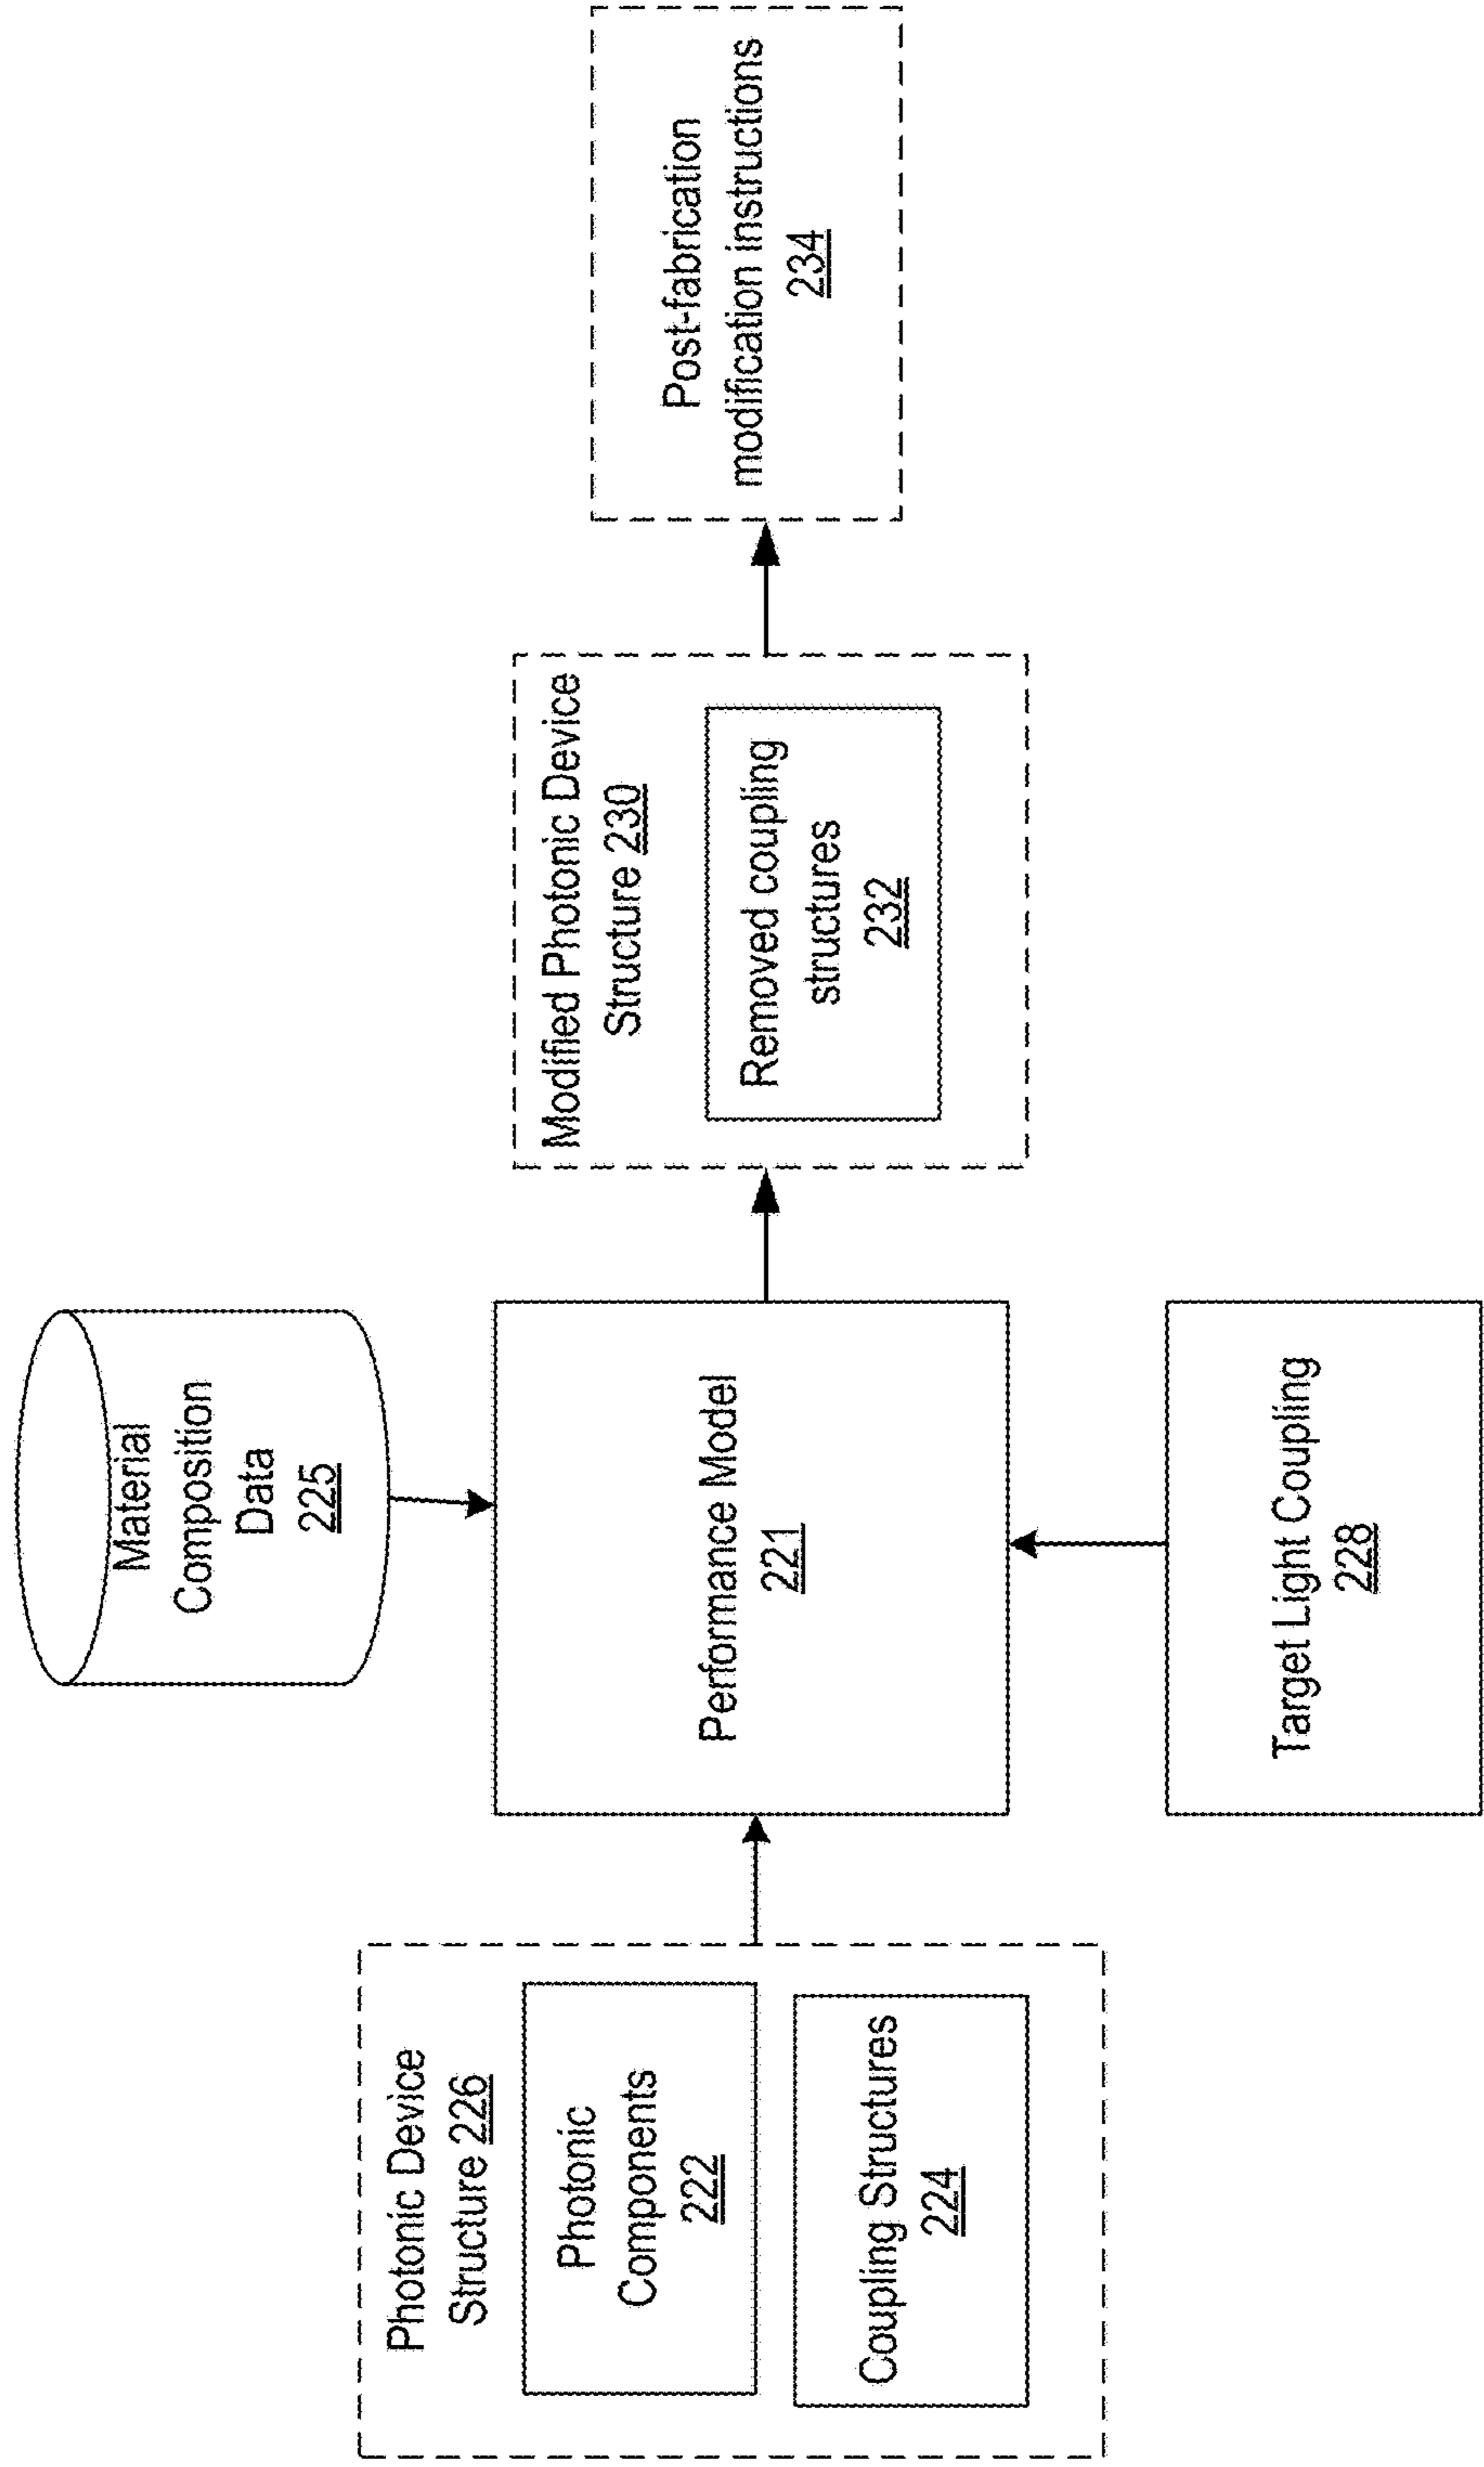 Photonic Device
Structure 226
Photonic
Components
222
Coupling Structures
224
Material
Composition
Data
225
Performance Model
221
Target Light Coupling
228
Modified Photonic Device
Structure 230
Removed coupling
structures
232
Post-fabrication
modification instructions
234